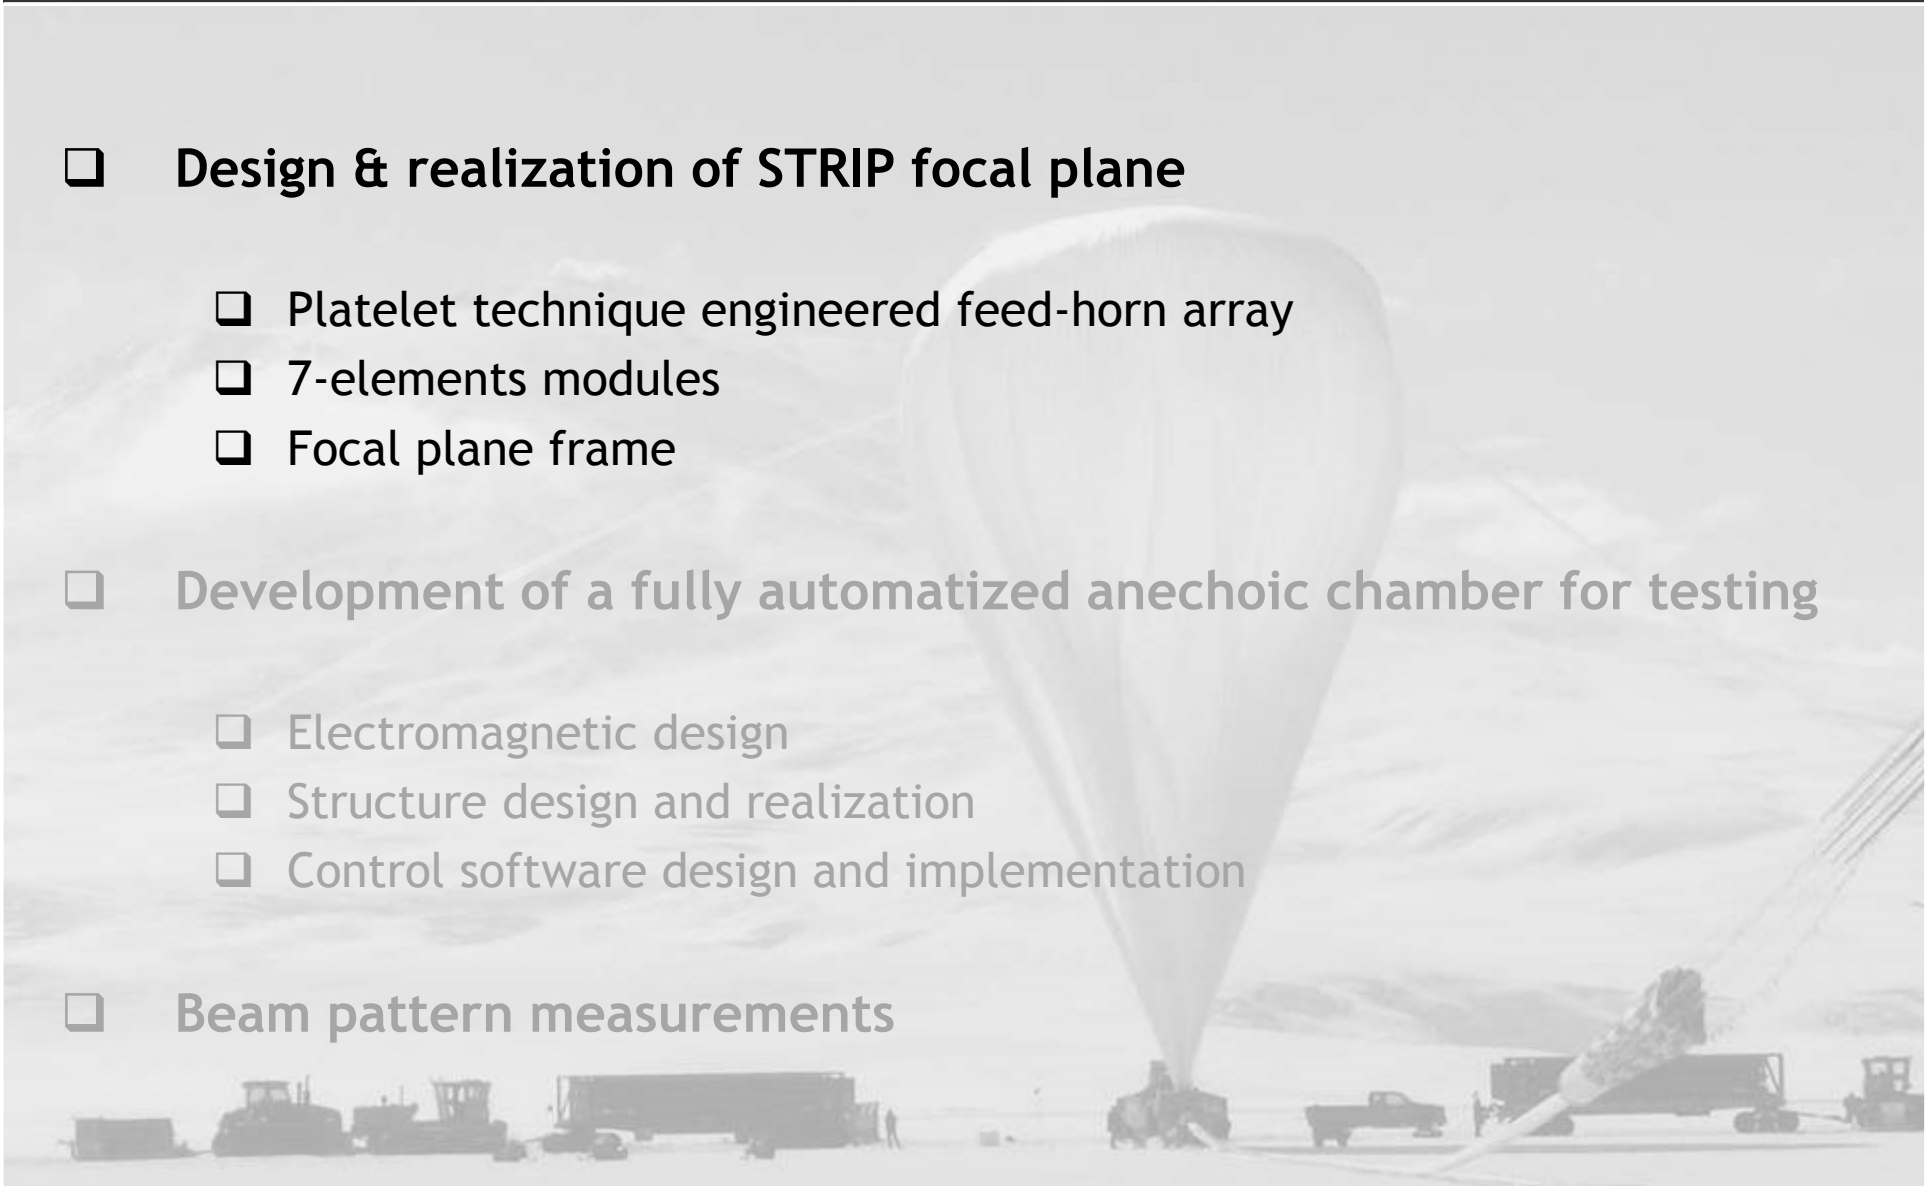 Design & realization of STRIP focal plane
Platelet technique engineered feed-horn array
7-elements modules
Focal plane frame
Development of a fully automatized anechoic chamber for testing
Electromagnetic design
Structure design and realization
Control software design and implementation
Beam pattern measurements